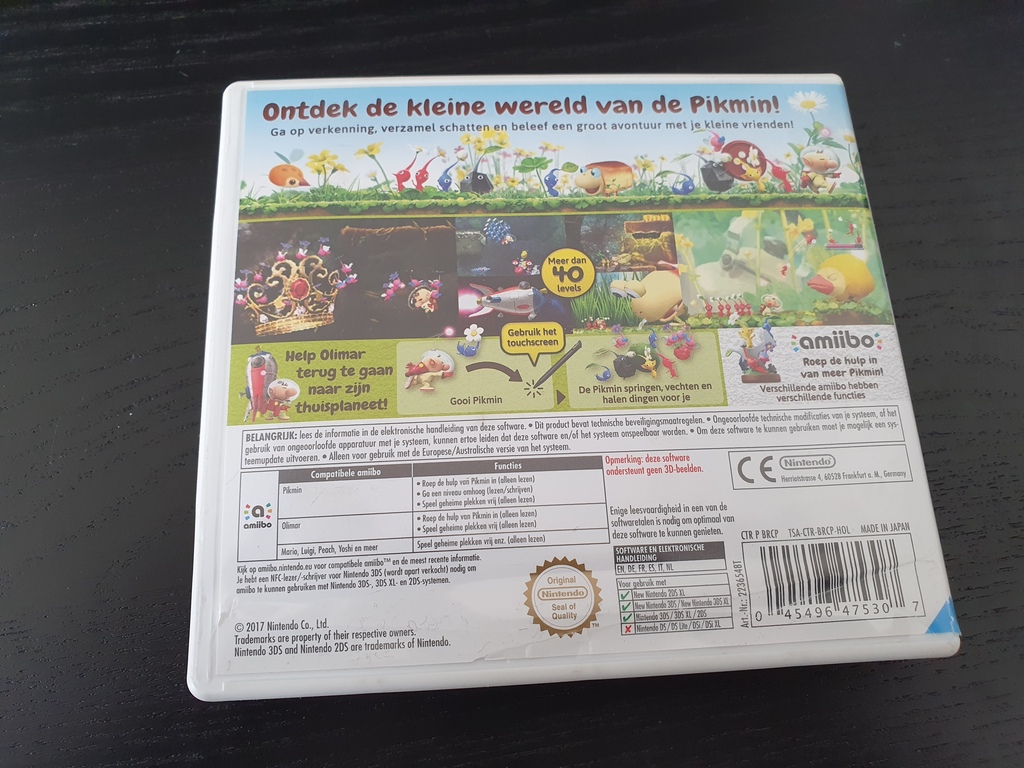 Ontdek de kleine wereld van de Pikmin!
Ga op verkenning, verzamel schatten en beleef een groot avontuur met je kleine vrienden!
Meer dan
40
levels
Help Olimar
terug te gaan
naar zijn
thuisplaneet!
Gooi Pikmin
Gebruik het
touchscreen
De Pikmin springen, vechten en
halen dingen voor je
amiibo
Roep de hulp in
van meer Pikmin!
Verschillende amiibo hebben
verschillende functies
BELANGRIJK: lees de informatie in de elektronische handleiding van deze software. • Dit product bevat technische beveiligingsmaatregelen. • Ongeoorloofde technische modificaties van je systeem, of het
gebruik van ongeoorloofde apparatuur met je systeem, kunnen ertoe leiden dat deze software en/of het systeem onspeelbaar worden. • Om deze software te kunnen gebruiken moet je mogelijk een sys-
teemupdate uitvoeren. • Alleen voor gebruik met de Europese/Australische versie van het systeem.
amiibo
Compatibele amiibo
Functies
Pikmin
• Roep de hulp van Pikmin in (alleen lezen)
• Ga een niveau omhoog (lezen/schrijven)
• Speel geheime plekken vrij (alleen lezen)
Olimar
• Roep de hulp van Pikmin in (alleen lezen)
• Speel geheime plekken vrij (alleen lezen)
Mario, Luigi, Peach, Yoshi en meer
Speel geheime plekken vrij enz. (alleen lezen)
Kijk op amiibo.nintendo.eu voor compatibele amiibo™ en de meest recente informatie.
Je hebt een NFC-lezer/-schrijver voor Nintendo 3DS (wordt apart verkocht) nodig om
amiibo te kunnen gebruiken met Nintendo 3DS-, 3DS XL- en 2DS-systemen.
© 2017 Nintendo Co., Ltd.
Trademarks are property of their respective owners.
Nintendo 3DS and Nintendo 2DS are trademarks of Nintendo.
Original
Nintendo
Seal of
Quality
TM
Opmerking: deze software
ondersteunt geen 3D-beelden.
Enige leesvaardigheid in een van de
softwaretalen is nodig om optimaal van
deze software te kunnen genieten.
SOFTWARE EN ELEKTRONISCHE
HANDLEIDING
EN, DE, FR, ES, IT, NL
Voor gebruik met
New Nintendo 2DS XL
New Nintendo 3DS / New Nintendo 3DS XL
Nintendo 3DS / 3DS XL / 2DS
Nintendo DS / DS Lite / DSi / DSi XL
CE
Nintendo
Herriotstrasse 4, 60528 Frankfurt a. M., Germany
CTR P BRCP TSA-CTR-BRCP-HOL MADE IN JAPAN
Art.-Nr.: 2236548T
0 45496 47530 7